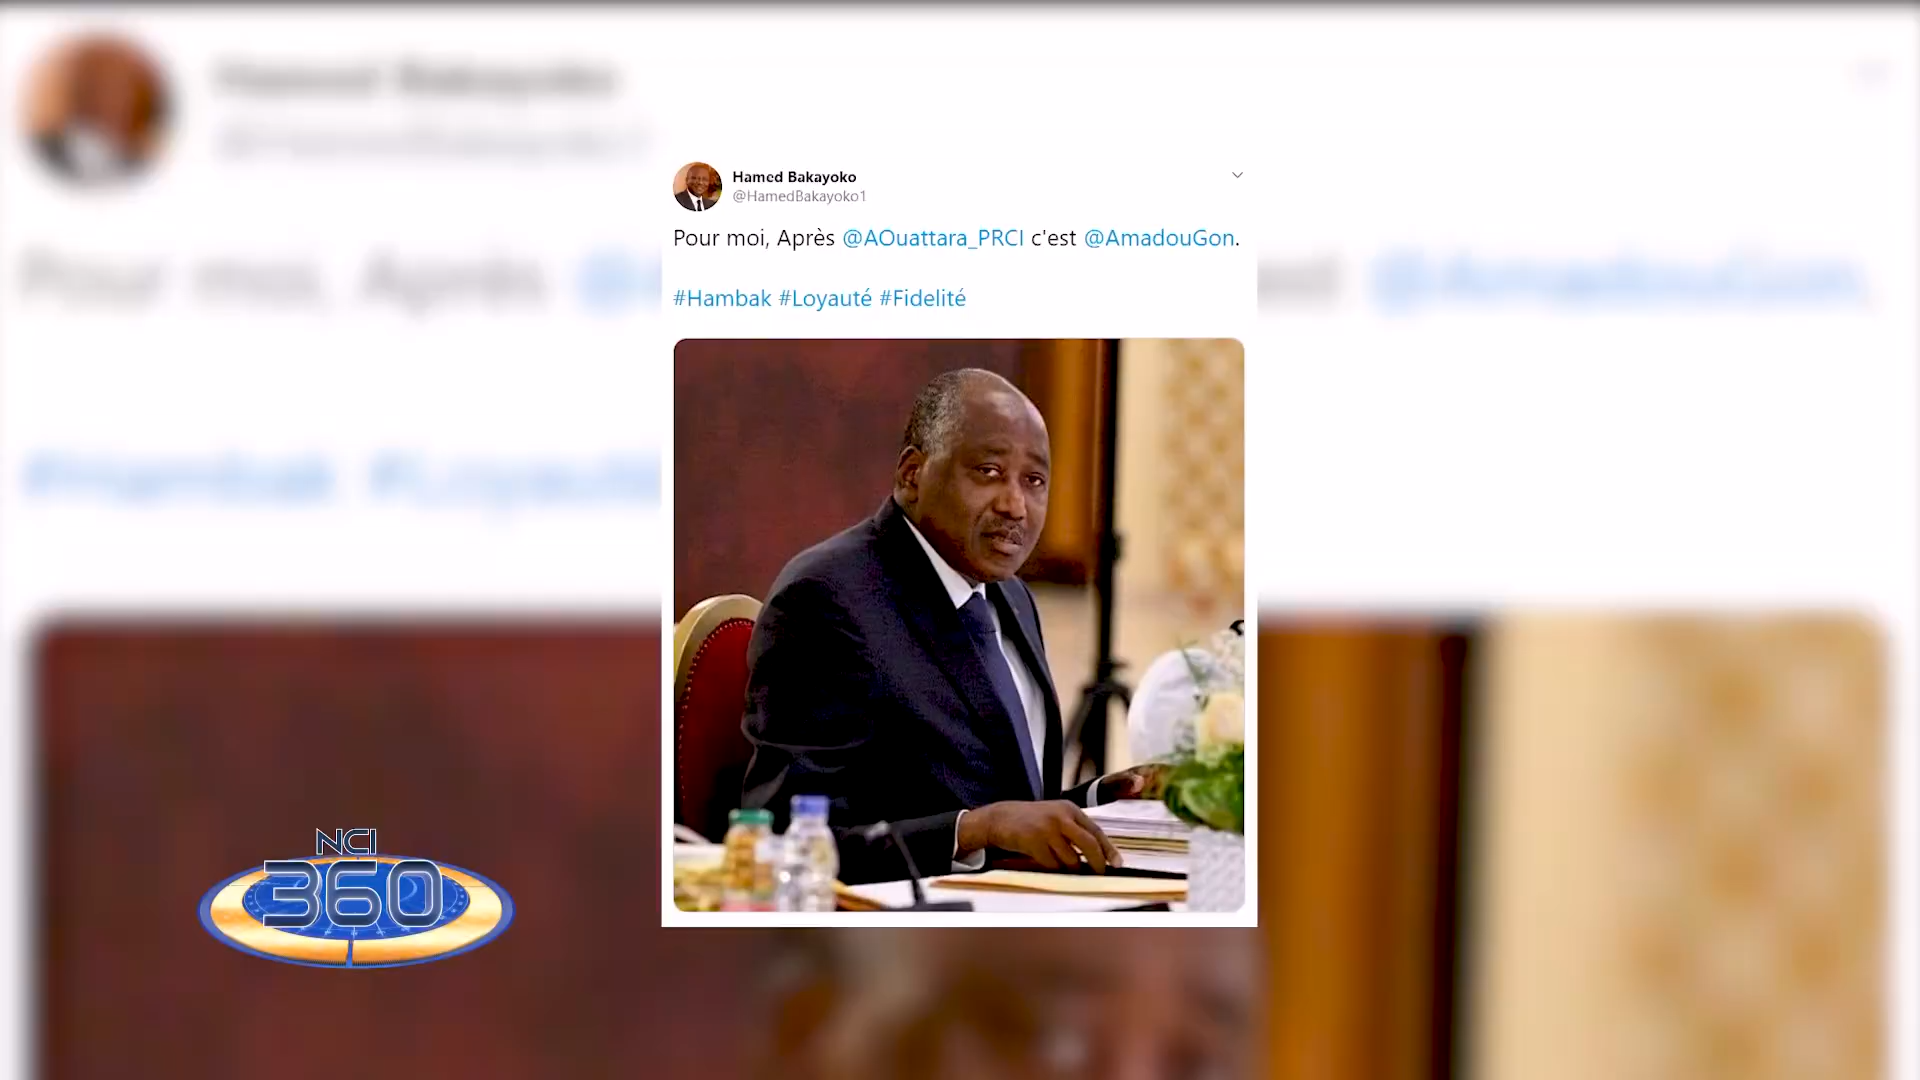 Hamed Bakayoko
@HamedBakayoko1
Pour moi, Après @AOuattara_PRCI c'est @AmadouGon.
#Hambak #Loyauté #Fidelité
NCI
360